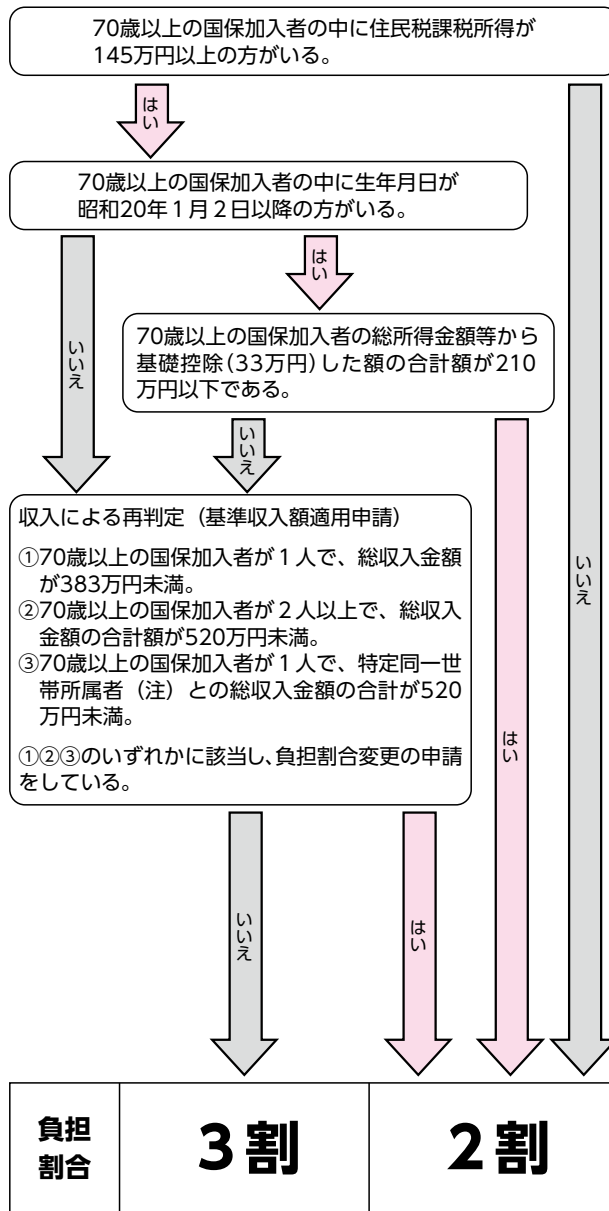 70歳以上の国保加入者の中に住民税課税所得が
145万円以上の方がいる。
はい
70歳以上の国保加入者の中に生年月日が
昭和20年1月2日以降の方がいる。
いいえ
はい
70歳以上の国保加入者の総所得金額等から
基礎控除(33万円)した額の合計額が210
万円以下である。
いいえ
収入による再判定（基準収入額適用申請）
①70歳以上の国保加入者が1人で、総収入金額
が383万円未満。
②70歳以上の国保加入者が2人以上で、総収入
金額の合計額が520万円未満。
③70歳以上の国保加入者が1人で、特定同一世
帯所属者（注）との総収入金額の合計が520
万円未満。
①②③のいずれかに該当し、負担割合変更の申請
をしている。
いいえ
はい
はい
いいえ
負担
割合
3割
2割